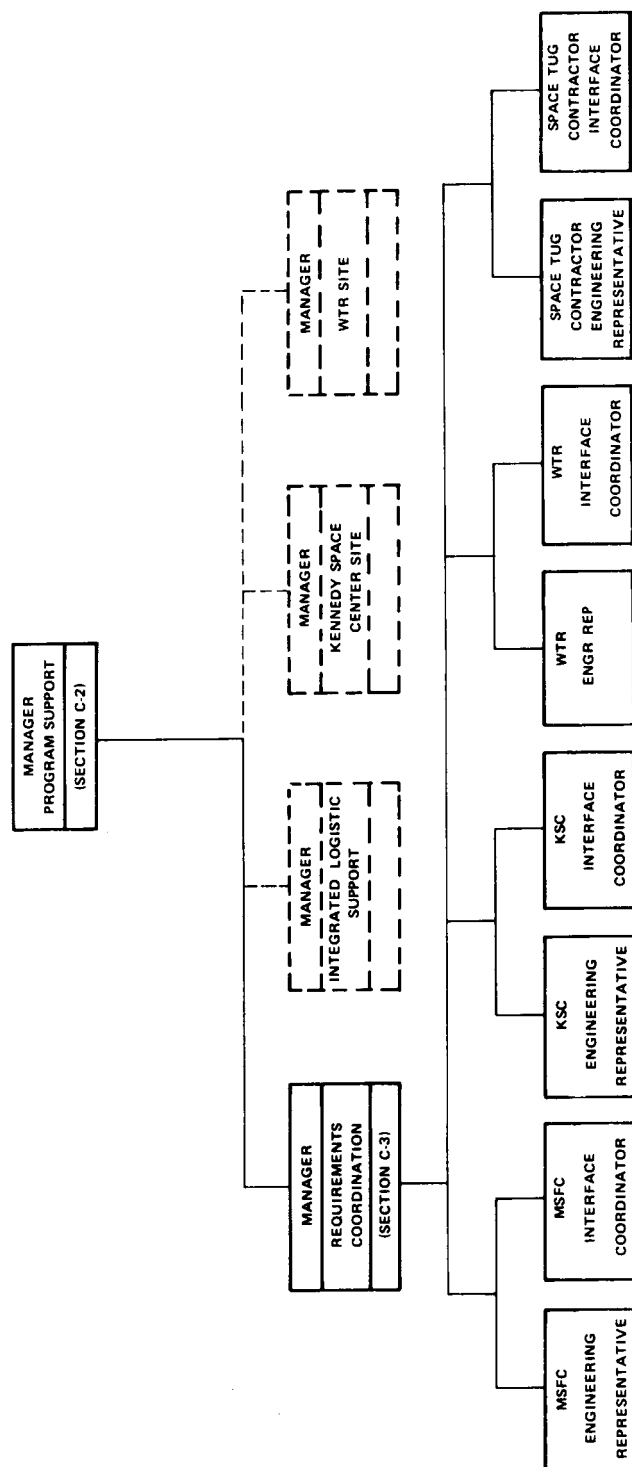 MANAGER
PROGRAM SUPPORT
(SECTION C-2)
MANAGER
REQUIREMENTS
COORDINATION
(SECTION C-3)
MANAGER
INTEGRATED LOGISTIC
SUPPORT
MANAGER
KENNEDY SPACE
CENTER SITE
MANAGER
WTR SITE
MSFC
ENGINEERING
REPRESENTATIVE
MSFC
INTERFACE
COORDINATOR
KSC
ENGINEERING
REPRESENTATIVE
KSC
INTERFACE
COORDINATOR
WTR
ENGR REP
WTR
INTERFACE
COORDINATOR
SPACE TUG
CONTRACTOR
ENGINEERING
REPRESENTATIVE
SPACE TUG
CONTRACTOR
INTERFACE
COORDINATOR